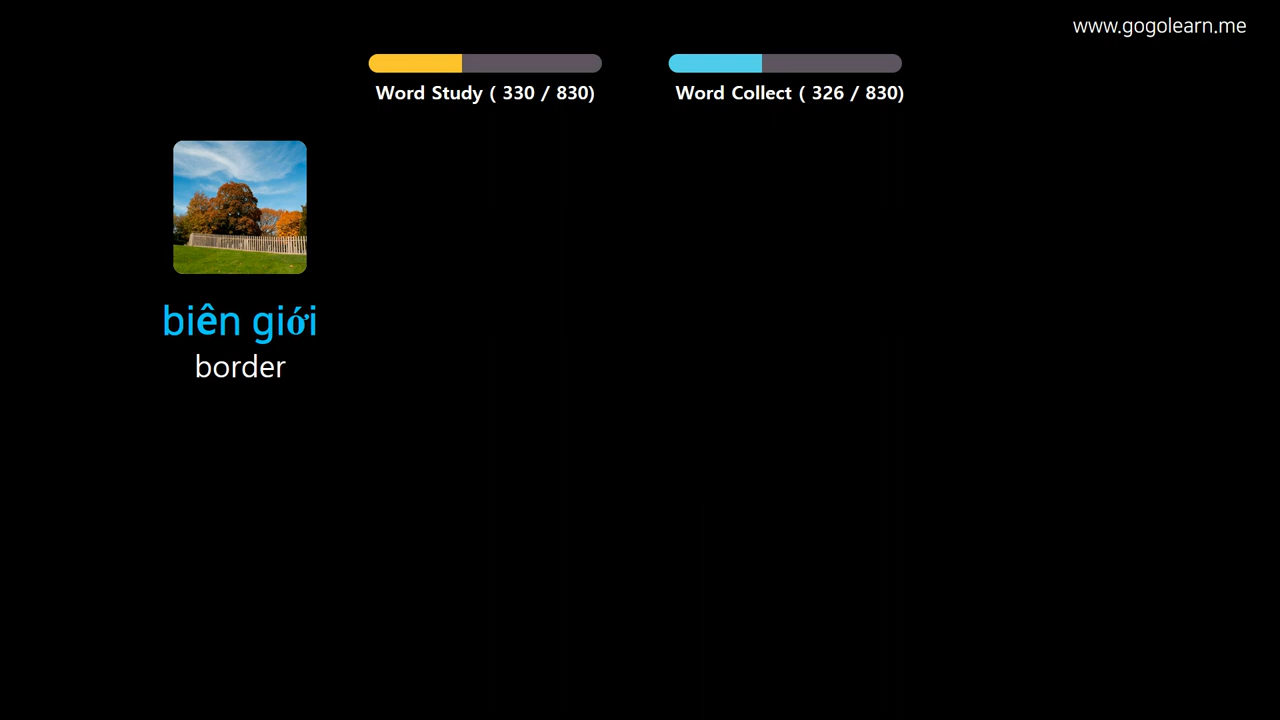 www.gogolearn.me
Word Study ( 330 / 830)
Word Collect ( 326 / 830)
biên giới
border